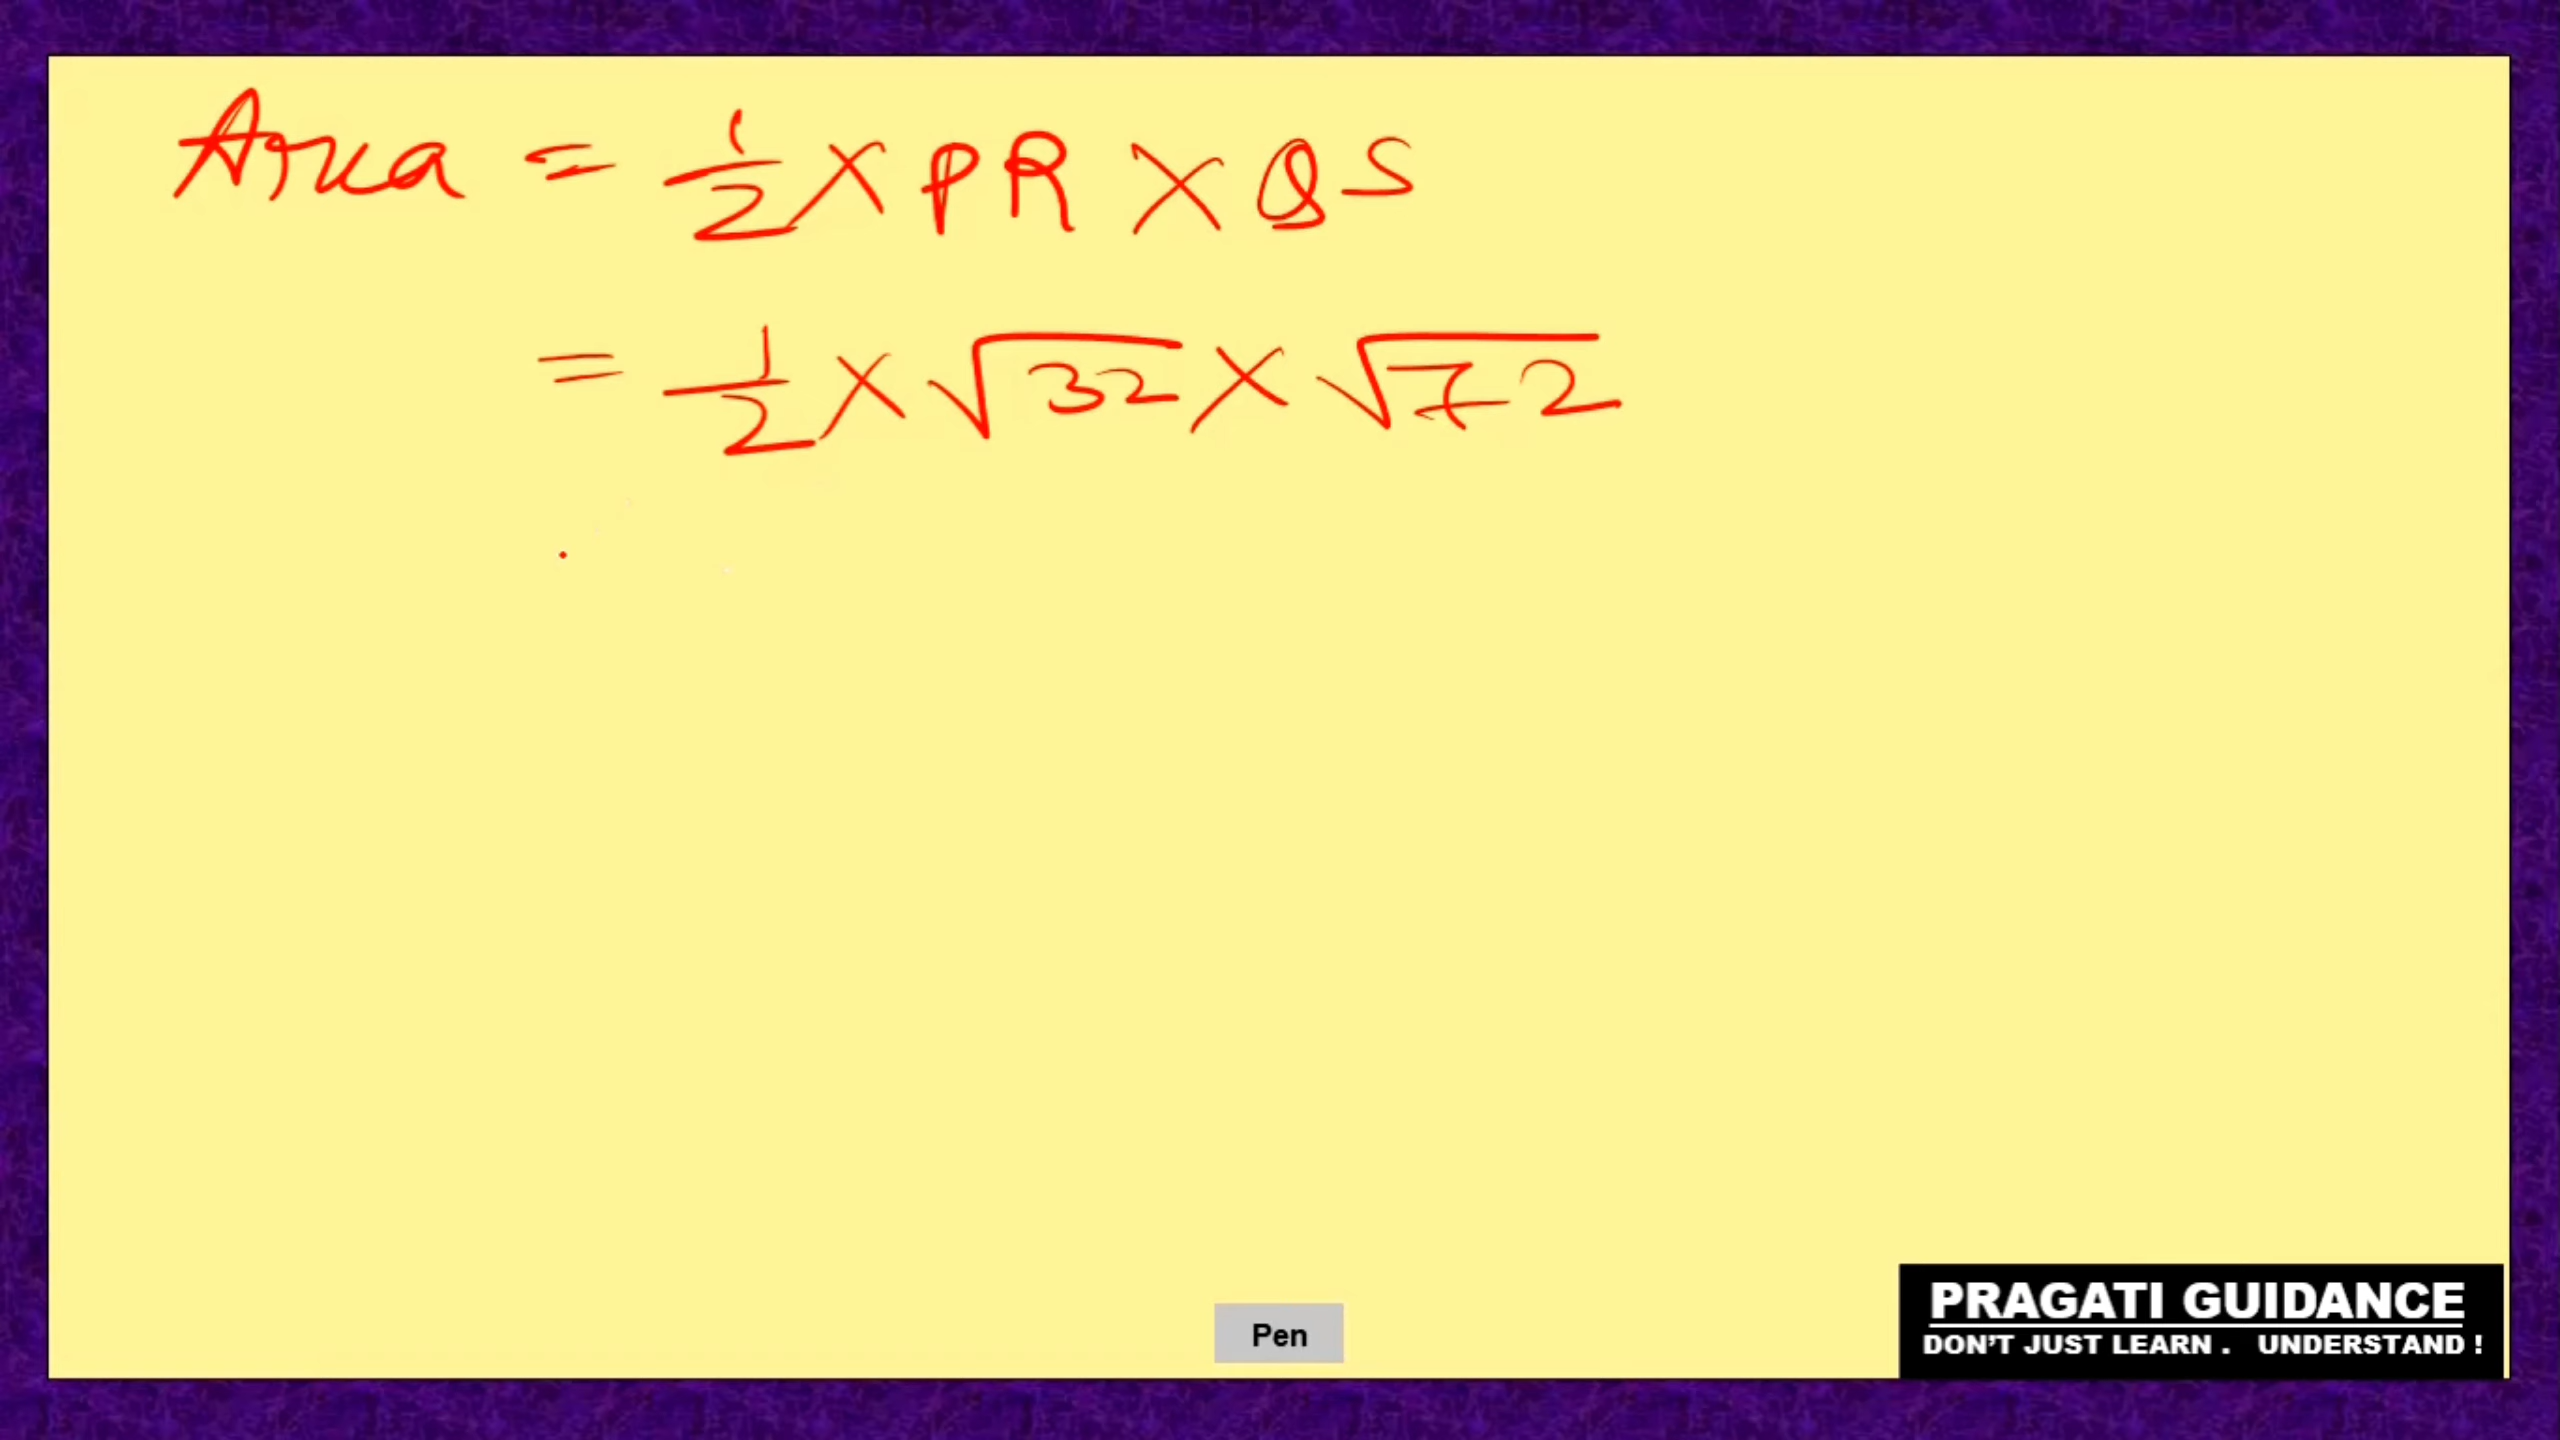 Area = 1/2 × PR × QS
= 1/2 × √32 × √72
Pen
PRAGATI GUIDANCE
DON'T JUST LEARN. UNDERSTAND!